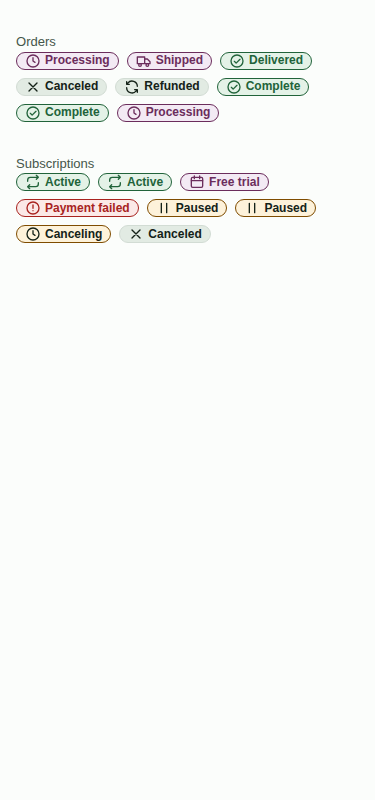 Orders
Processing Shipped Delivered
Canceled Refunded Complete
Complete Processing
Subscriptions
Active Active Free trial
Payment failed Paused Paused
Canceling Canceled